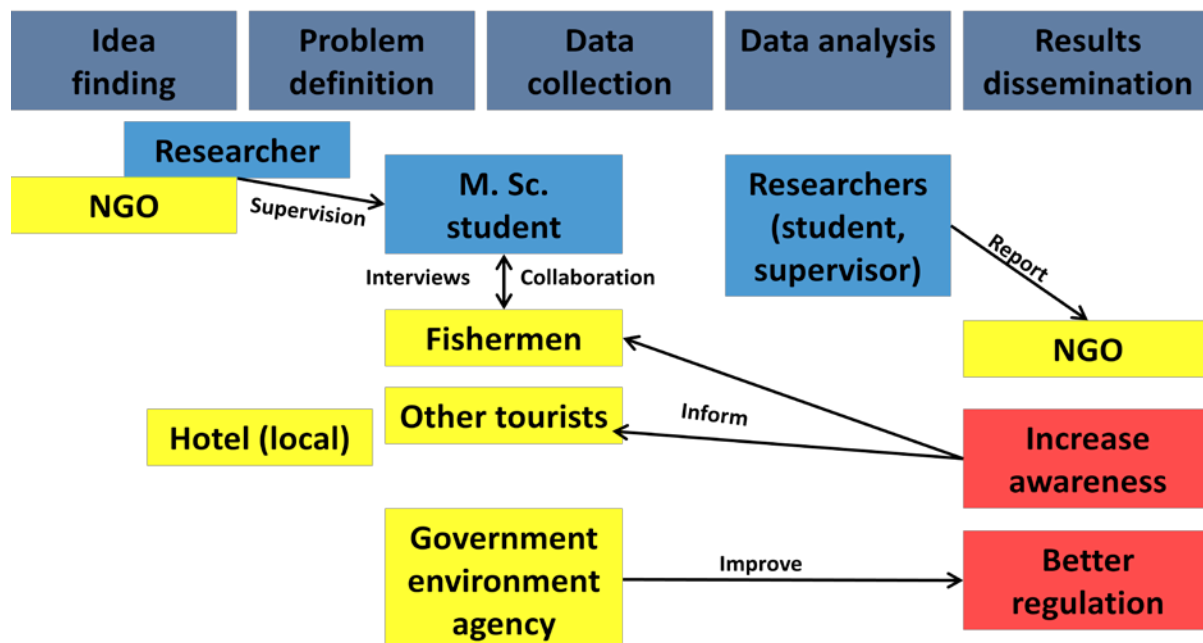 Idea
finding
Problem
definition
Data
collection
Data analysis
Results
dissemination
Researcher
NGO
Supervision
M. Sc.
student
Researchers
(student,
supervisor)
Report
Interviews
Collaboration
Fishermen
NGO
Other tourists
Inform
Hotel (local)
Increase
awareness
Government
environment
agency
Improve
Better
regulation